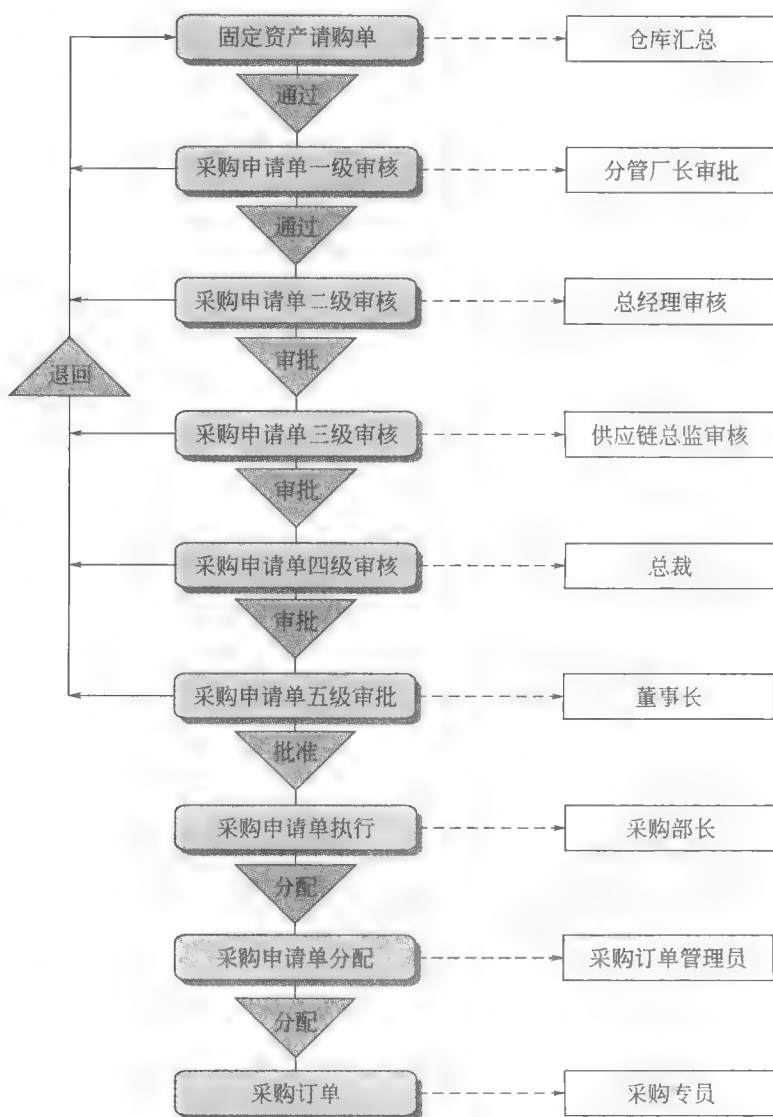 固定资产请购单
仓库汇总
通过
采购申请单一级审核
分管厂长审批
通过
采购申请单二级审核
总经理审核
审批
退回
采购申请单三级审核
供应链总监审核
审批
采购申请单四级审核
总裁
审批
采购申请单五级审批
董事长
批准
采购申请单执行
采购部长
分配
采购申请单分配
采购订单管理员
分配
采购订单
采购专员